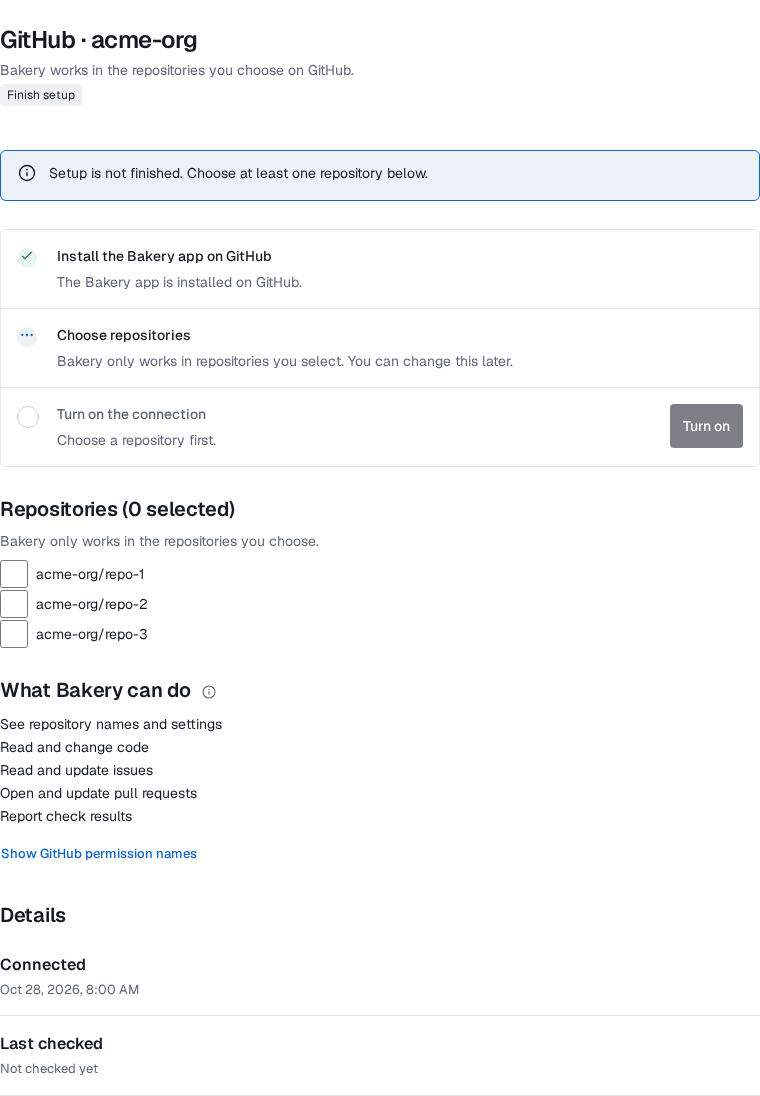 GitHub · acme-org
Bakery works in the repositories you choose on GitHub.
Finish setup
Setup is not finished. Choose at least one repository below.
Install the Bakery app on GitHub
The Bakery app is installed on GitHub.
Choose repositories
Bakery only works in repositories you select. You can change this later.
Turn on the connection
Choose a repository first.
Turn on
Repositories (0 selected)
Bakery only works in the repositories you choose.
acme-org/repo-1
acme-org/repo-2
acme-org/repo-3
What Bakery can do
See repository names and settings
Read and change code
Read and update issues
Open and update pull requests
Report check results
Show GitHub permission names
Details
Connected
Oct 28, 2026, 8:00 AM
Last checked
Not checked yet